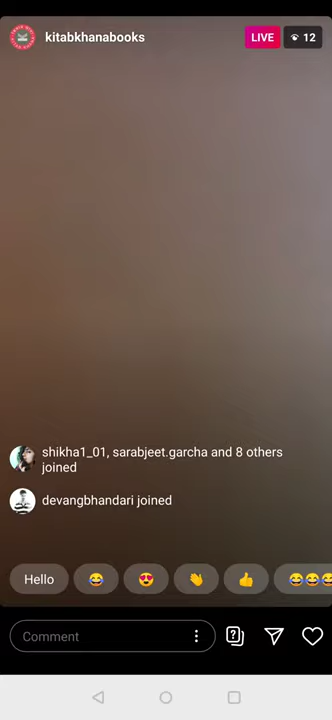 kitabkhanabooks
LIVE
12
shikha1_01, sarabjeet.garcha and 8 others
joined
devangbhandari joined
Hello
Comment